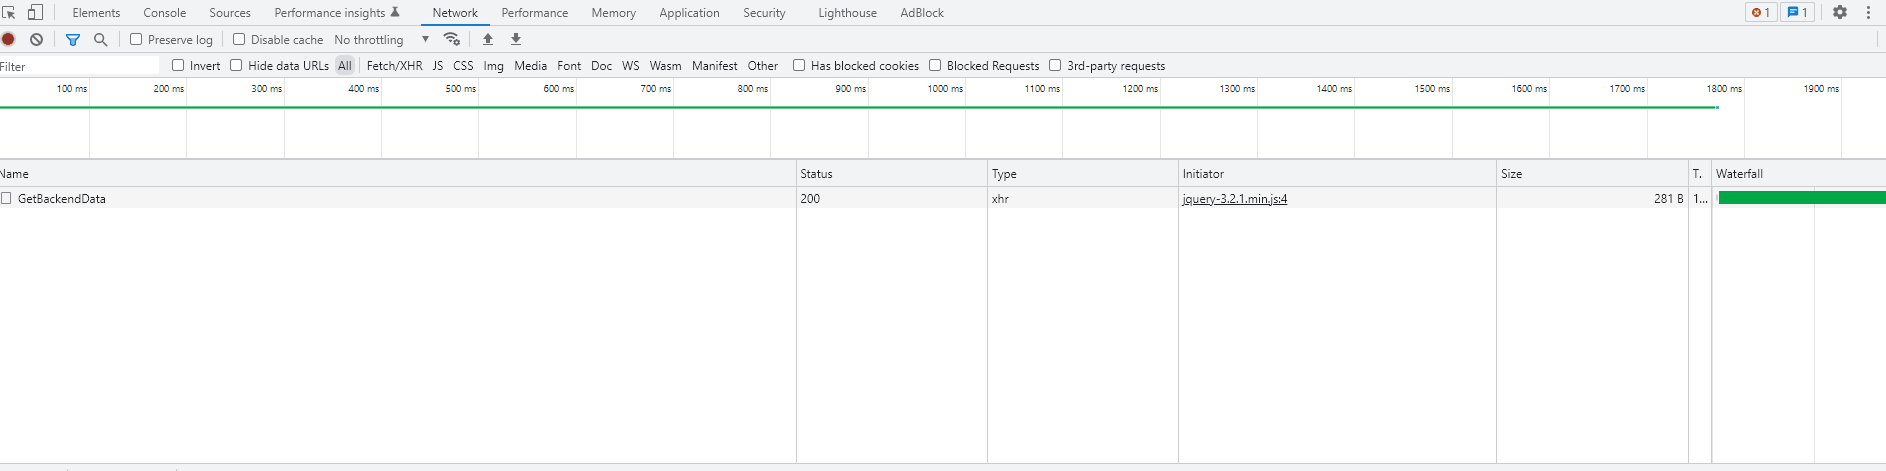 Elements Console Sources Performance insights Network Performance Memory Application Security Lighthouse AdBlock 1 1
Preserve log Disable cache No throttling
Filter Invert Hide data URLs All Fetch/XHR JS CSS Img Media Font Doc WS Wasm Manifest Other Has blocked cookies Blocked Requests 3rd-party requests
100 ms 200 ms 300 ms 400 ms 500 ms 600 ms 700 ms 800 ms 900 ms 1000 ms 1100 ms 1200 ms 1300 ms 1400 ms 1500 ms 1600 ms 1700 ms 1800 ms 1900 ms
Name Status Type Initiator Size T. Waterfall
GetBackendData 200 xhr jquery-3.2.1.min.js:4 281 B 1...